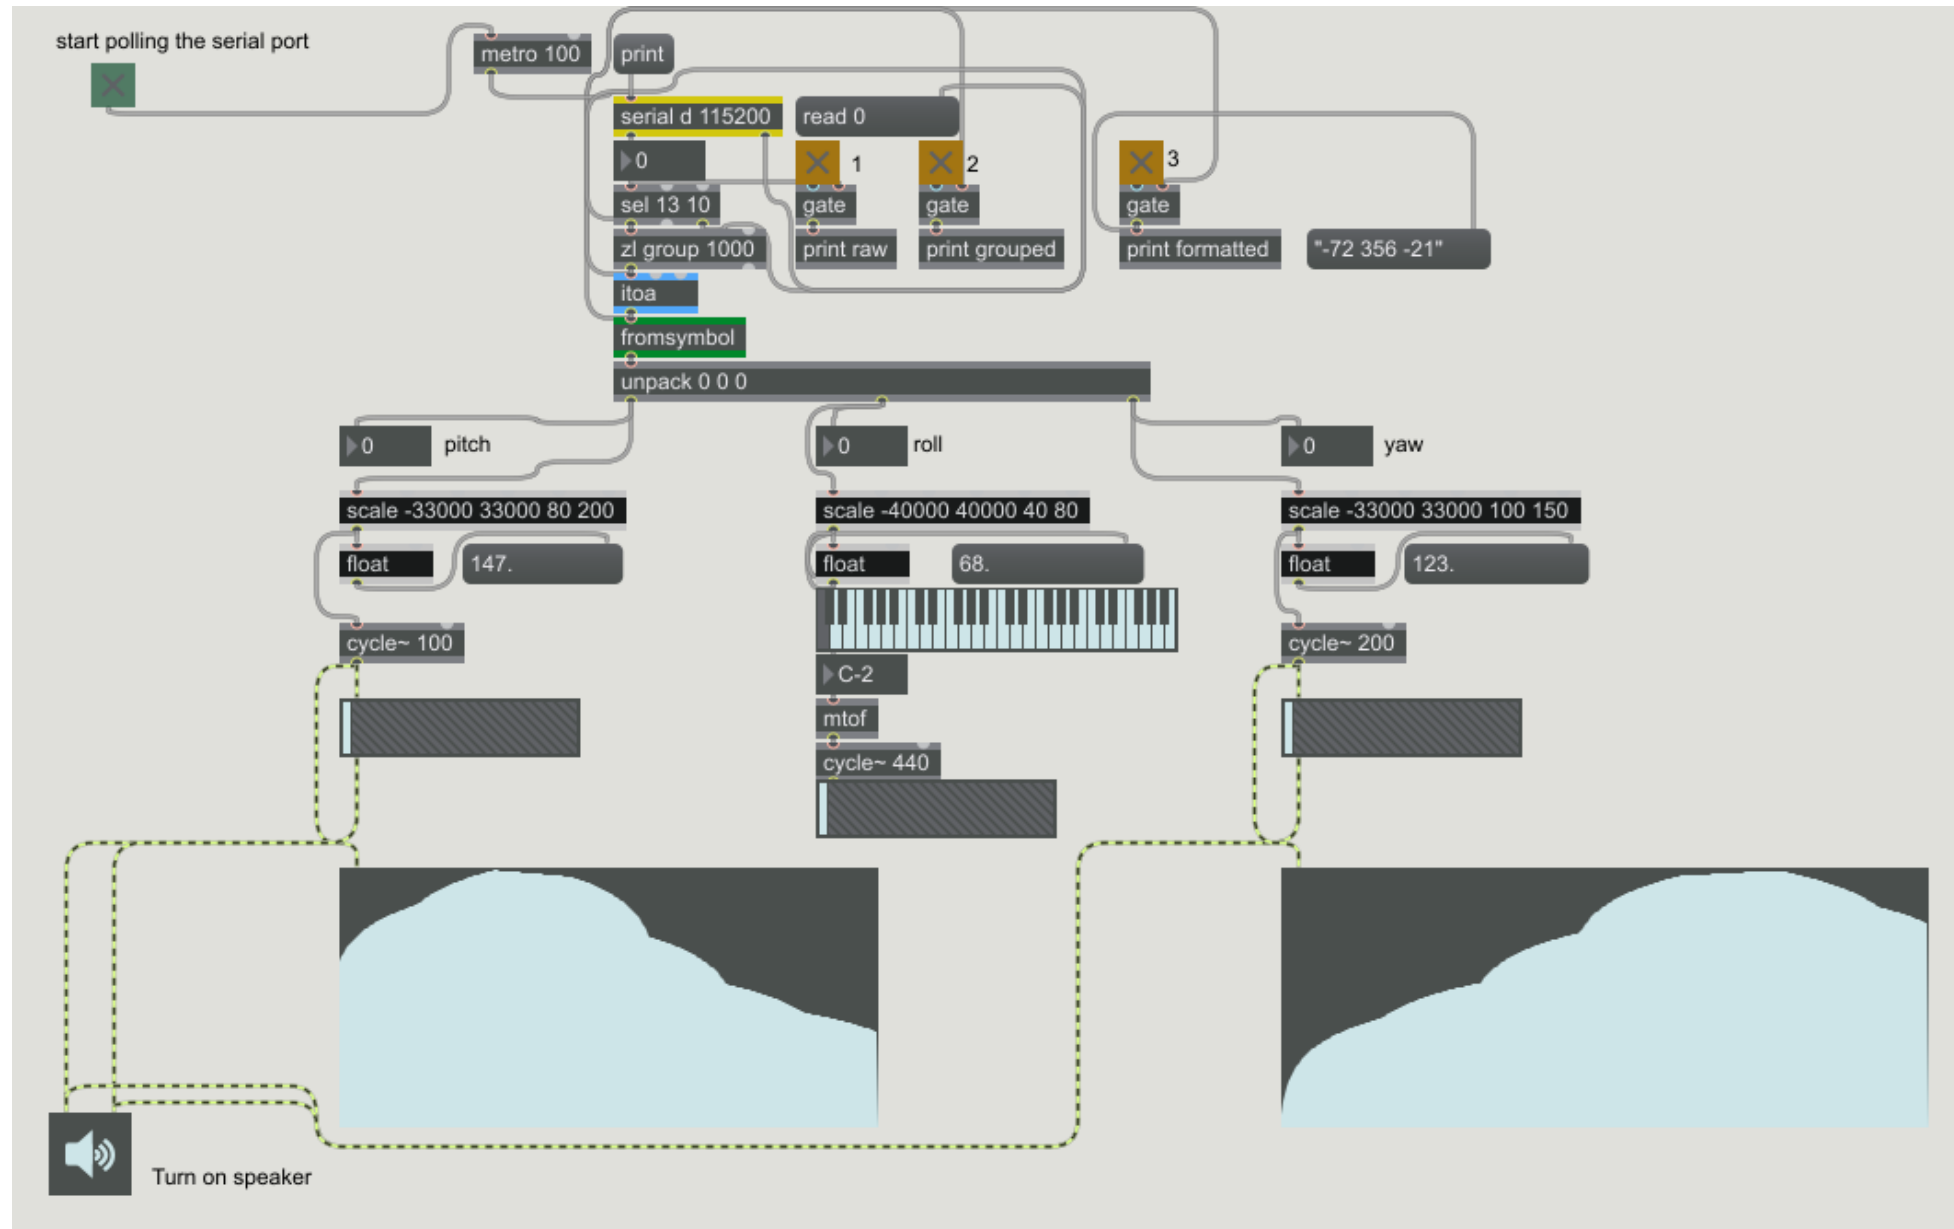 start polling the serial port
metro 100
print
serial d 115200
read 0
0
1
2
3
sel 13 10
gate
gate
gate
zl group 1000
print raw
print grouped
print formatted
"-72 356 -21"
itoa
fromsymbol
unpack 0 0 0
0
pitch
0
roll
0
yaw
scale -33000 33000 80 200
scale -40000 40000 40 80
scale -33000 33000 100 150
float
147.
float
68.
float
123.
cycle~ 100
cycle~ 200
C-2
mtof
cycle~ 440
Turn on speaker